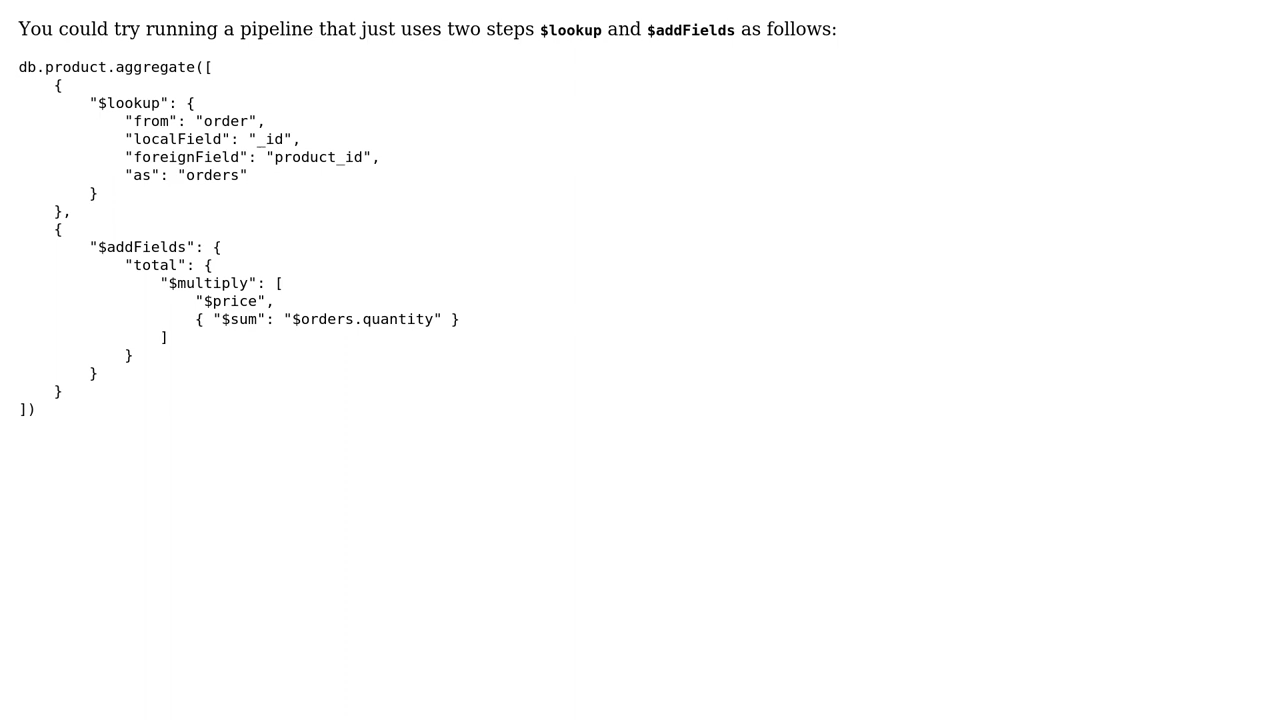 You could try running a pipeline that just uses two steps $lookup and $addFields as follows:
db.product.aggregate([
    {
        "$lookup": {
            "from": "order",
            "localField": "_id",
            "foreignField": "product_id",
            "as": "orders"
        }
    },
    {
        "$addFields": {
            "total": {
                "$multiply": [
                    "$price",
                    { "$sum": "$orders.quantity" }
                ]
            }
        }
    }
])